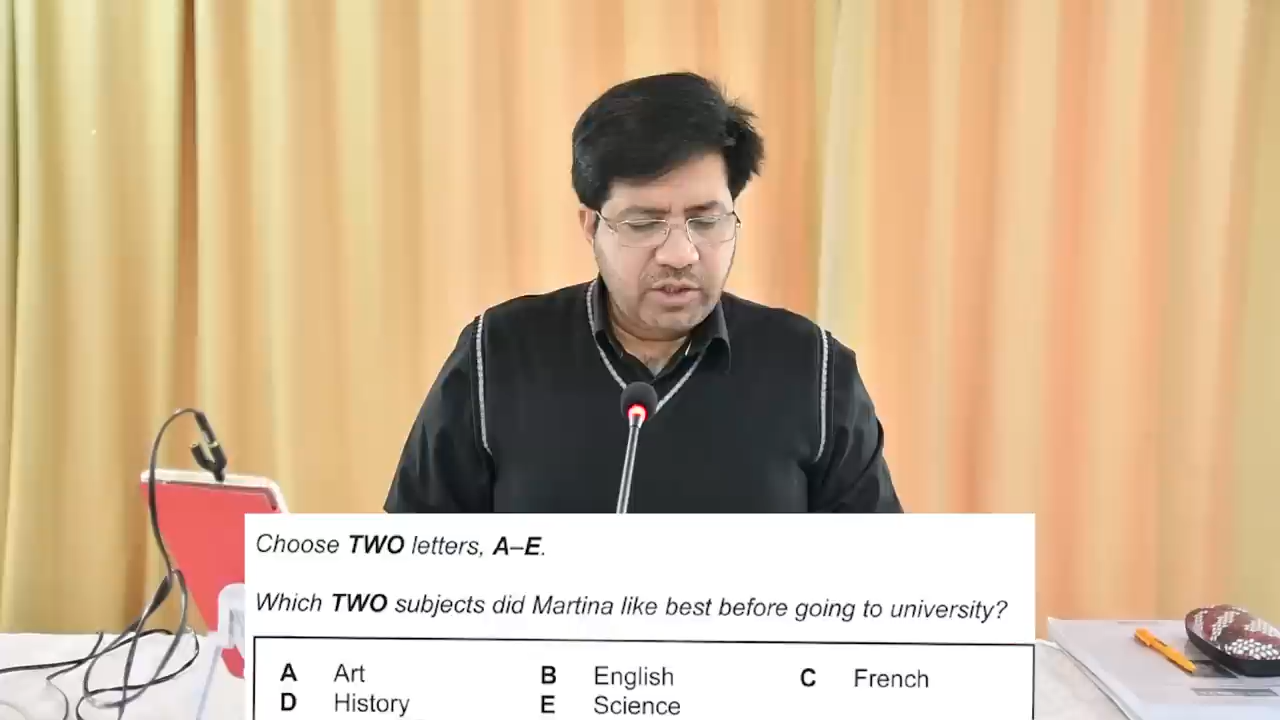 Choose TWO letters, A–E.
Which TWO subjects did Martina like best before going to university?
A Art B English C French
D History E Science